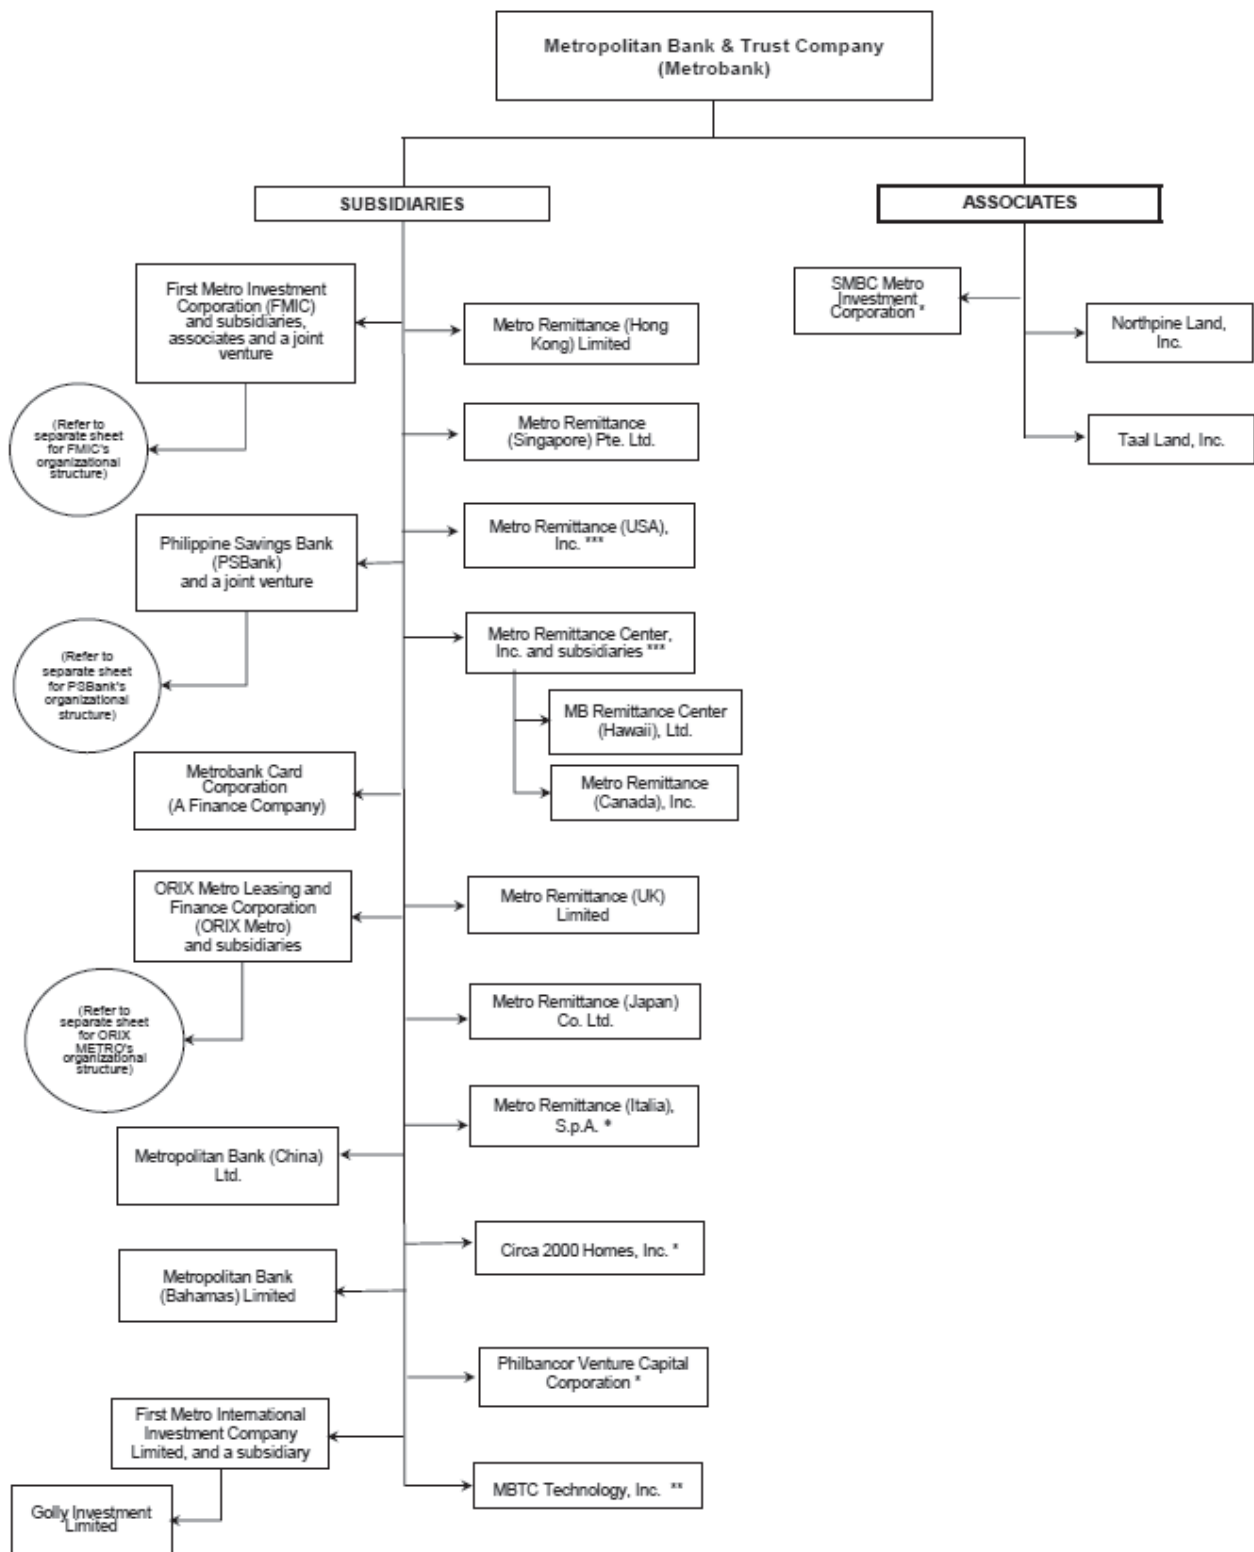 Metropolitan Bank & Trust Company
(Metrobank)
SUBSIDIARIES
ASSOCIATES
First Metro Investment
Corporation (FMIC)
and subsidiaries,
associates and a joint
venture
(Refer to
separate sheet
for FMIC's
organizational
structure)
Philippine Savings Bank
(PSBank)
and a joint venture
(Refer to
separate sheet
for PSBank's
organizational
structure)
Metrobank Card
Corporation
(A Finance Company)
ORIX Metro Leasing and
Finance Corporation
(ORIX Metro)
and subsidiaries
(Refer to
separate sheet
for ORIX
METRO's
organizational
structure)
Metropolitan Bank (China)
Ltd.
Metropolitan Bank
(Bahamas) Limited
First Metro International
Investment Company
Limited, and a subsidiary
Golly Investment
Limited
Metro Remittance (Hong
Kong) Limited
Metro Remittance
(Singapore) Pte. Ltd.
Metro Remittance (USA),
Inc. ***
Metro Remittance Center,
Inc. and subsidiaries ***
MB Remittance Center
(Hawaii), Ltd.
Metro Remittance
(Canada), Inc.
Metro Remittance (UK)
Limited
Metro Remittance (Japan)
Co. Ltd.
Metro Remittance (Italia),
S.p.A. *
Circa 2000 Homes, Inc. *
Philbancor Venture Capital
Corporation *
MBTC Technology, Inc. **
SMBC Metro
Investment
Corporation *
Northpine Land,
Inc.
Taal Land, Inc.